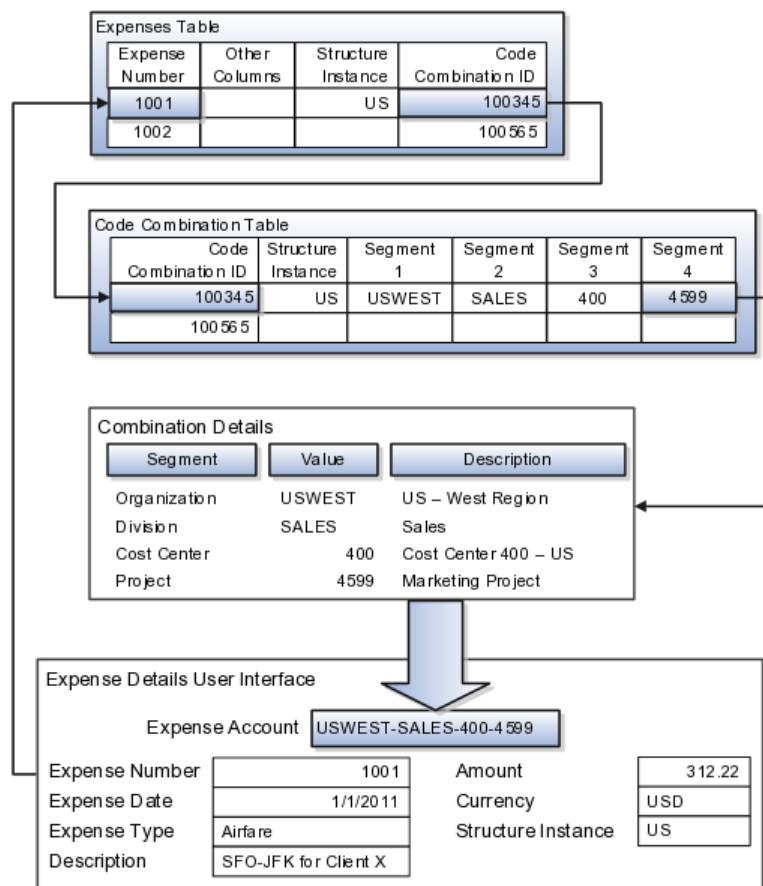 Expenses Table
Expense Number Other Columns Structure Instance Code Combination ID
1001 US 100345
1002 100565
Code Combination Table
Code Combination ID Structure Instance Segment 1 Segment 2 Segment 3 Segment 4
100345 US USWEST SALES 400 4599
100565
Combination Details
Segment Value Description
Organization USWEST US – West Region
Division SALES Sales
Cost Center 400 Cost Center 400 – US
Project 4599 Marketing Project
Expense Details User Interface
Expense Account USWEST-SALES-400-4599
Expense Number 1001 Amount 312.22
Expense Date 1/1/2011 Currency USD
Expense Type Airfare Structure Instance US
Description SFO-JFK for Client X